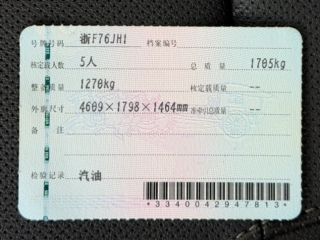 号牌号码 浙F76JH1 档案编号
核定载人数 5人 总质量 1705kg
整备质量 1270kg 核定载质量 --
外廓尺寸 4609×1798×1464mm 准牵引总质量 --
备注
检验记录 汽油
*3340042947813*